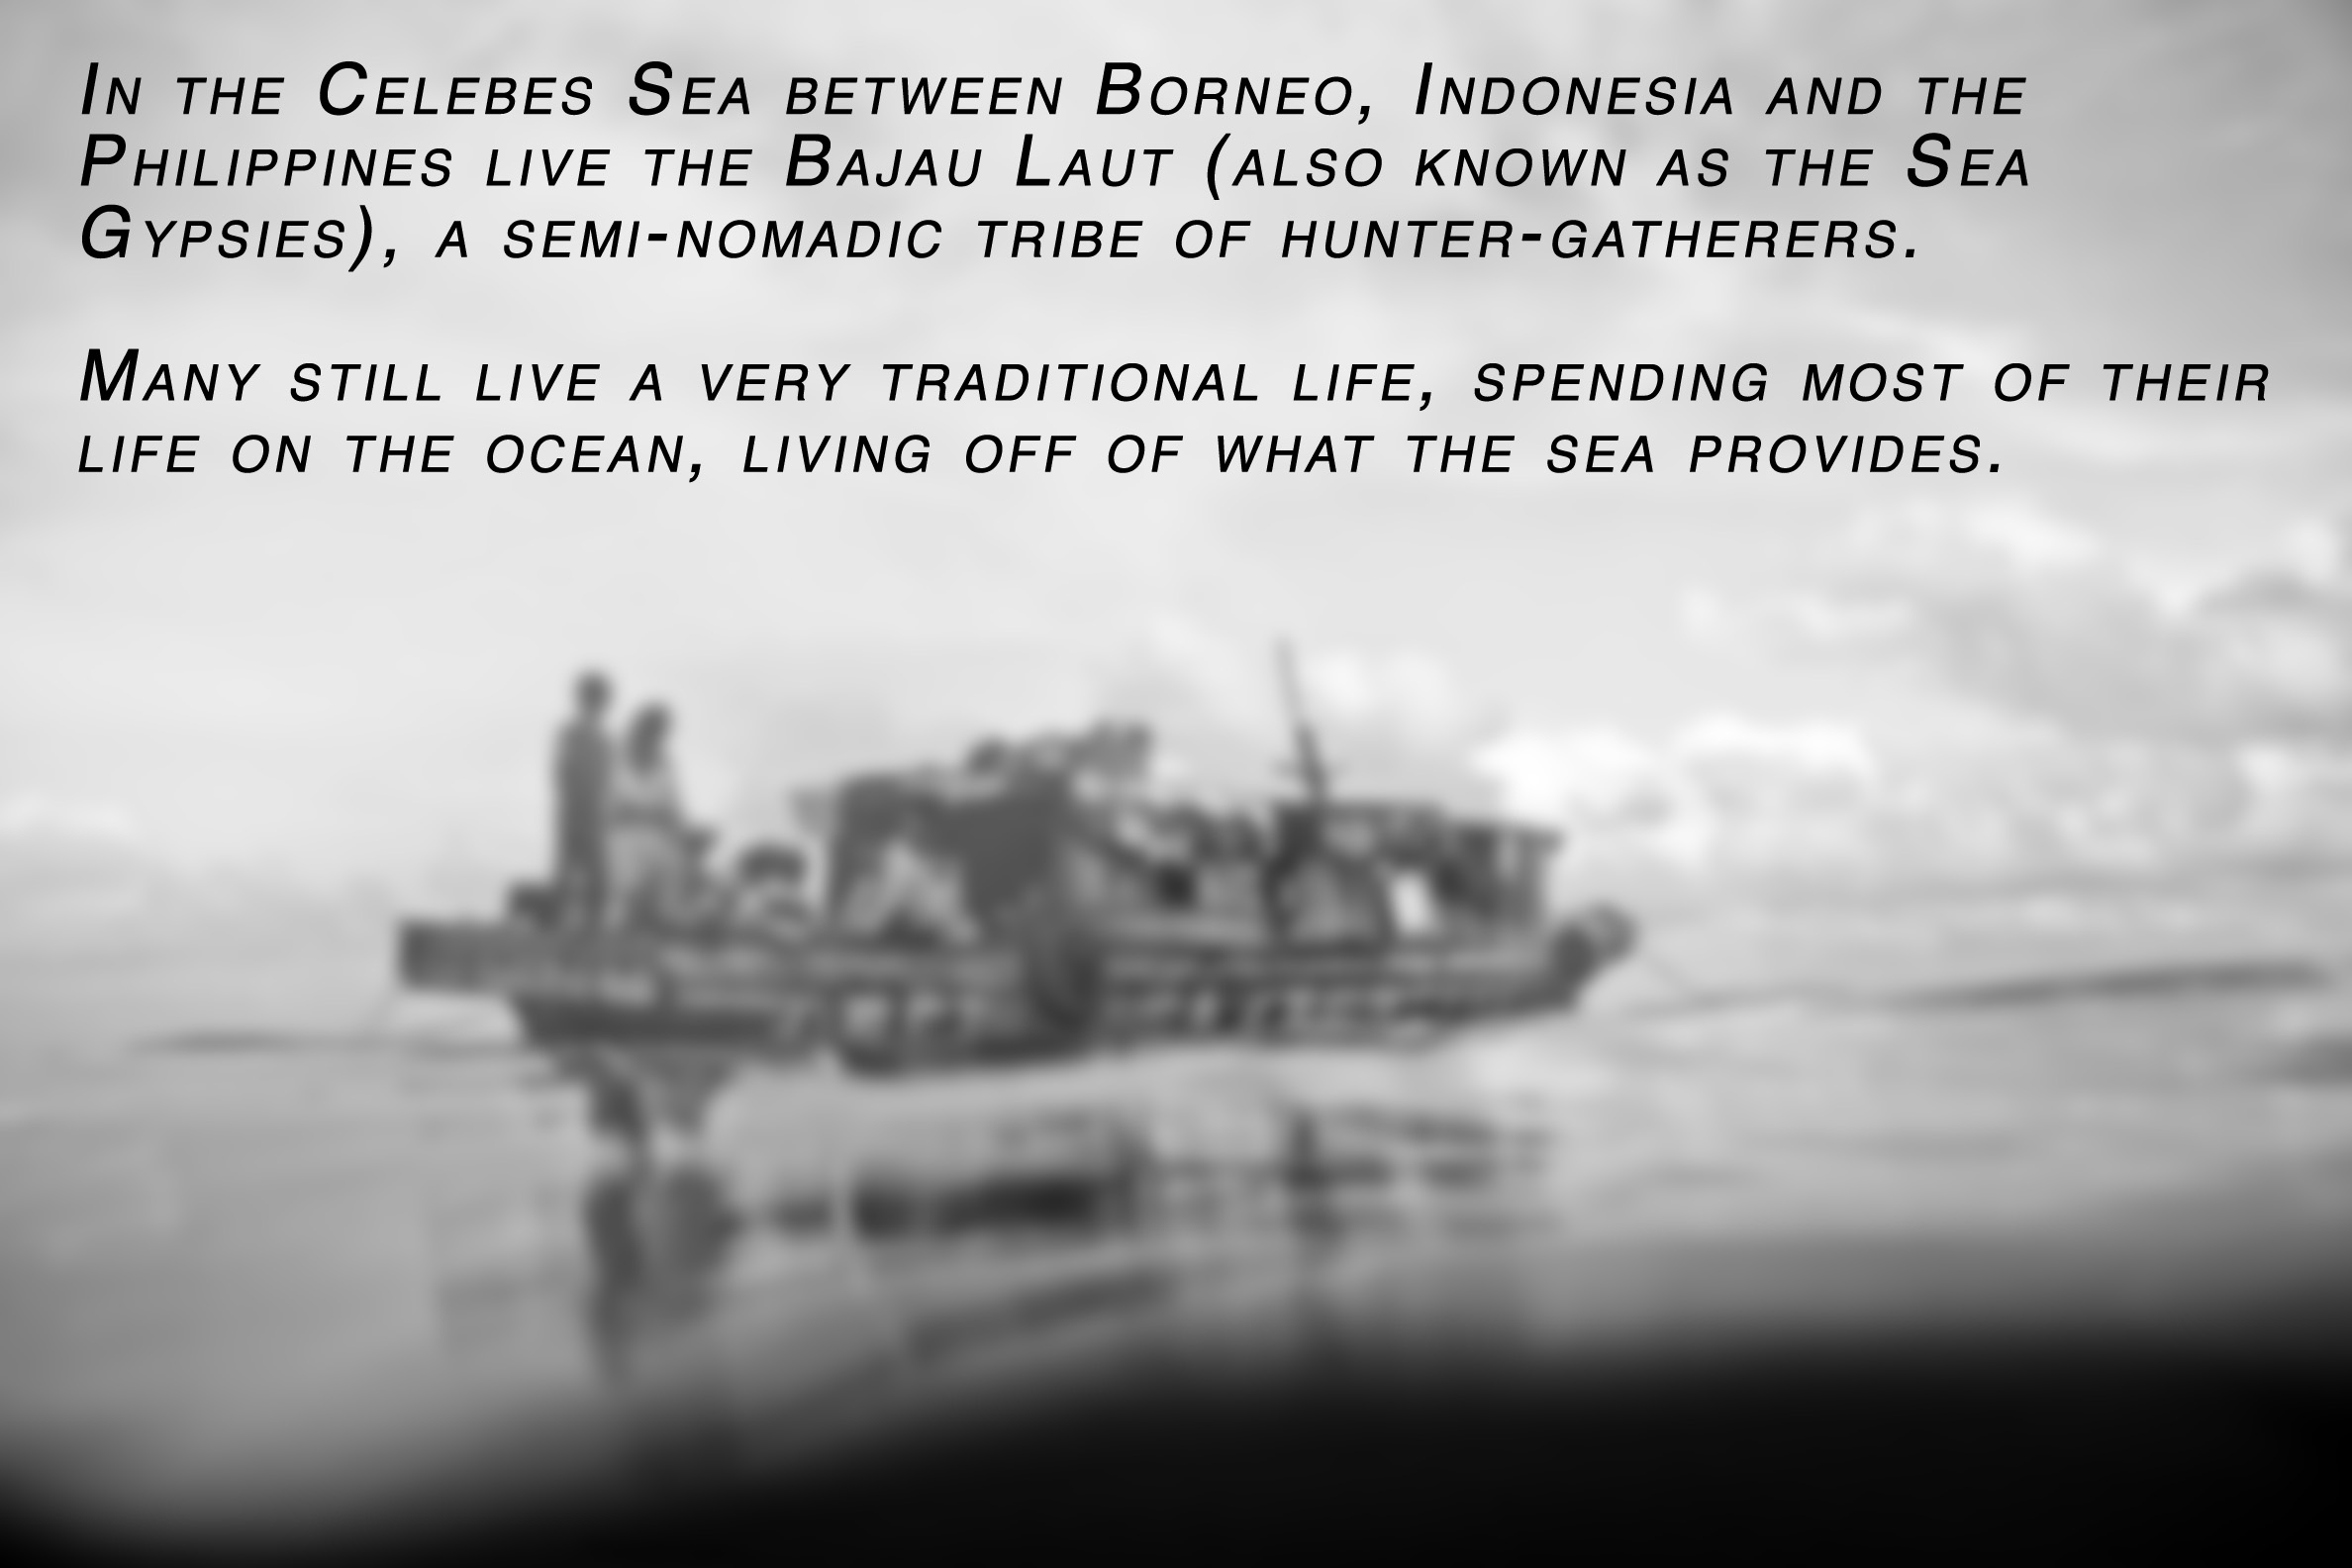 In the Celebes Sea between Borneo, Indonesia and the
Philippines live the Bajau Laut (also known as the Sea
Gypsies), a semi-nomadic tribe of hunter-gatherers.
Many still live a very traditional life, spending most of their
life on the ocean, living off of what the sea provides.